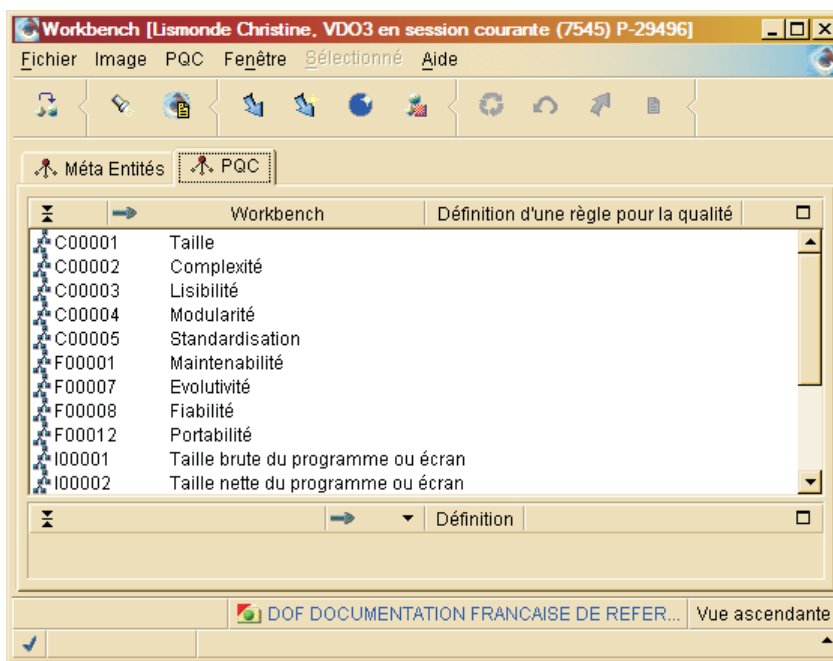 Workbench [Lismonde Christine, VDO3 en session courante (7545) P-29496]
Fichier Image PQC Fenêtre Sélectionné Aide
Méta Entités PQC
Workbench Définition d'une règle pour la qualité
C00001 Taille
C00002 Complexité
C00003 Lisibilité
C00004 Modularité
C00005 Standardisation
F00001 Maintenabilité
F00007 Evolutivité
F00008 Fiabilité
F00012 Portabilité
I00001 Taille brute du programme ou écran
I00002 Taille nette du programme ou écran
Définition
DOF DOCUMENTATION FRANCAISE DE REFER... Vue ascendante